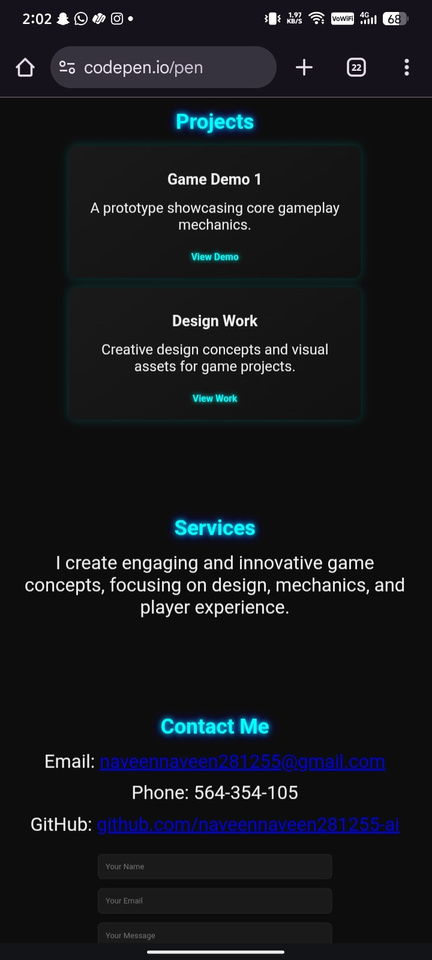 2:02
1.97 KB/S
VoWiFi
4G
68
codepen.io/pen
22
Projects
Game Demo 1
A prototype showcasing core gameplay
mechanics.
View Demo
Design Work
Creative design concepts and visual
assets for game projects.
View Work
Services
I create engaging and innovative game
concepts, focusing on design, mechanics, and
player experience.
Contact Me
Email: naveennaveen281255@gmail.com
Phone: 564-354-105
GitHub: github.com/naveennaveen281255-ai
Your Name
Your Email
Your Message